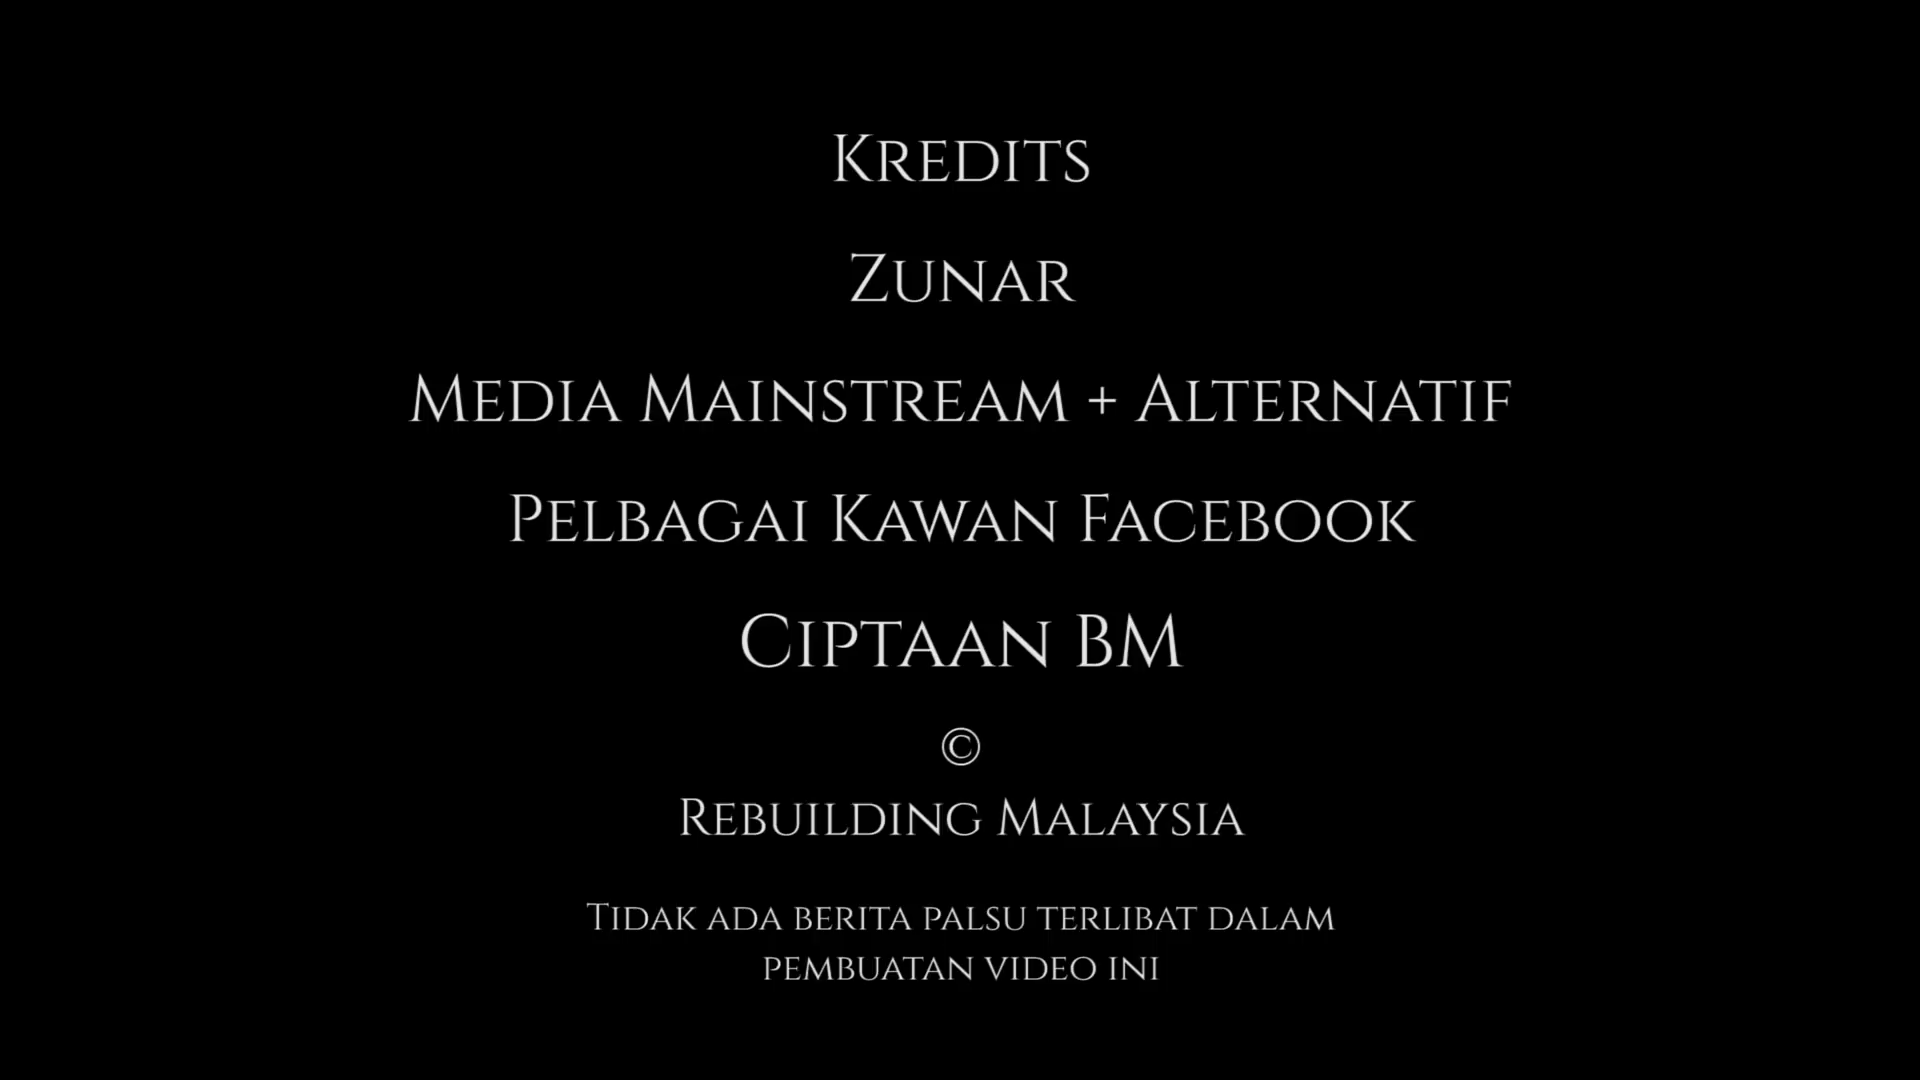 Kredits
Zunar
Media Mainstream + Alternatif
Pelbagai Kawan Facebook
Ciptaan BM
©
Rebuilding Malaysia
Tidak ada berita palsu terlibat dalam
pembuatan video ini